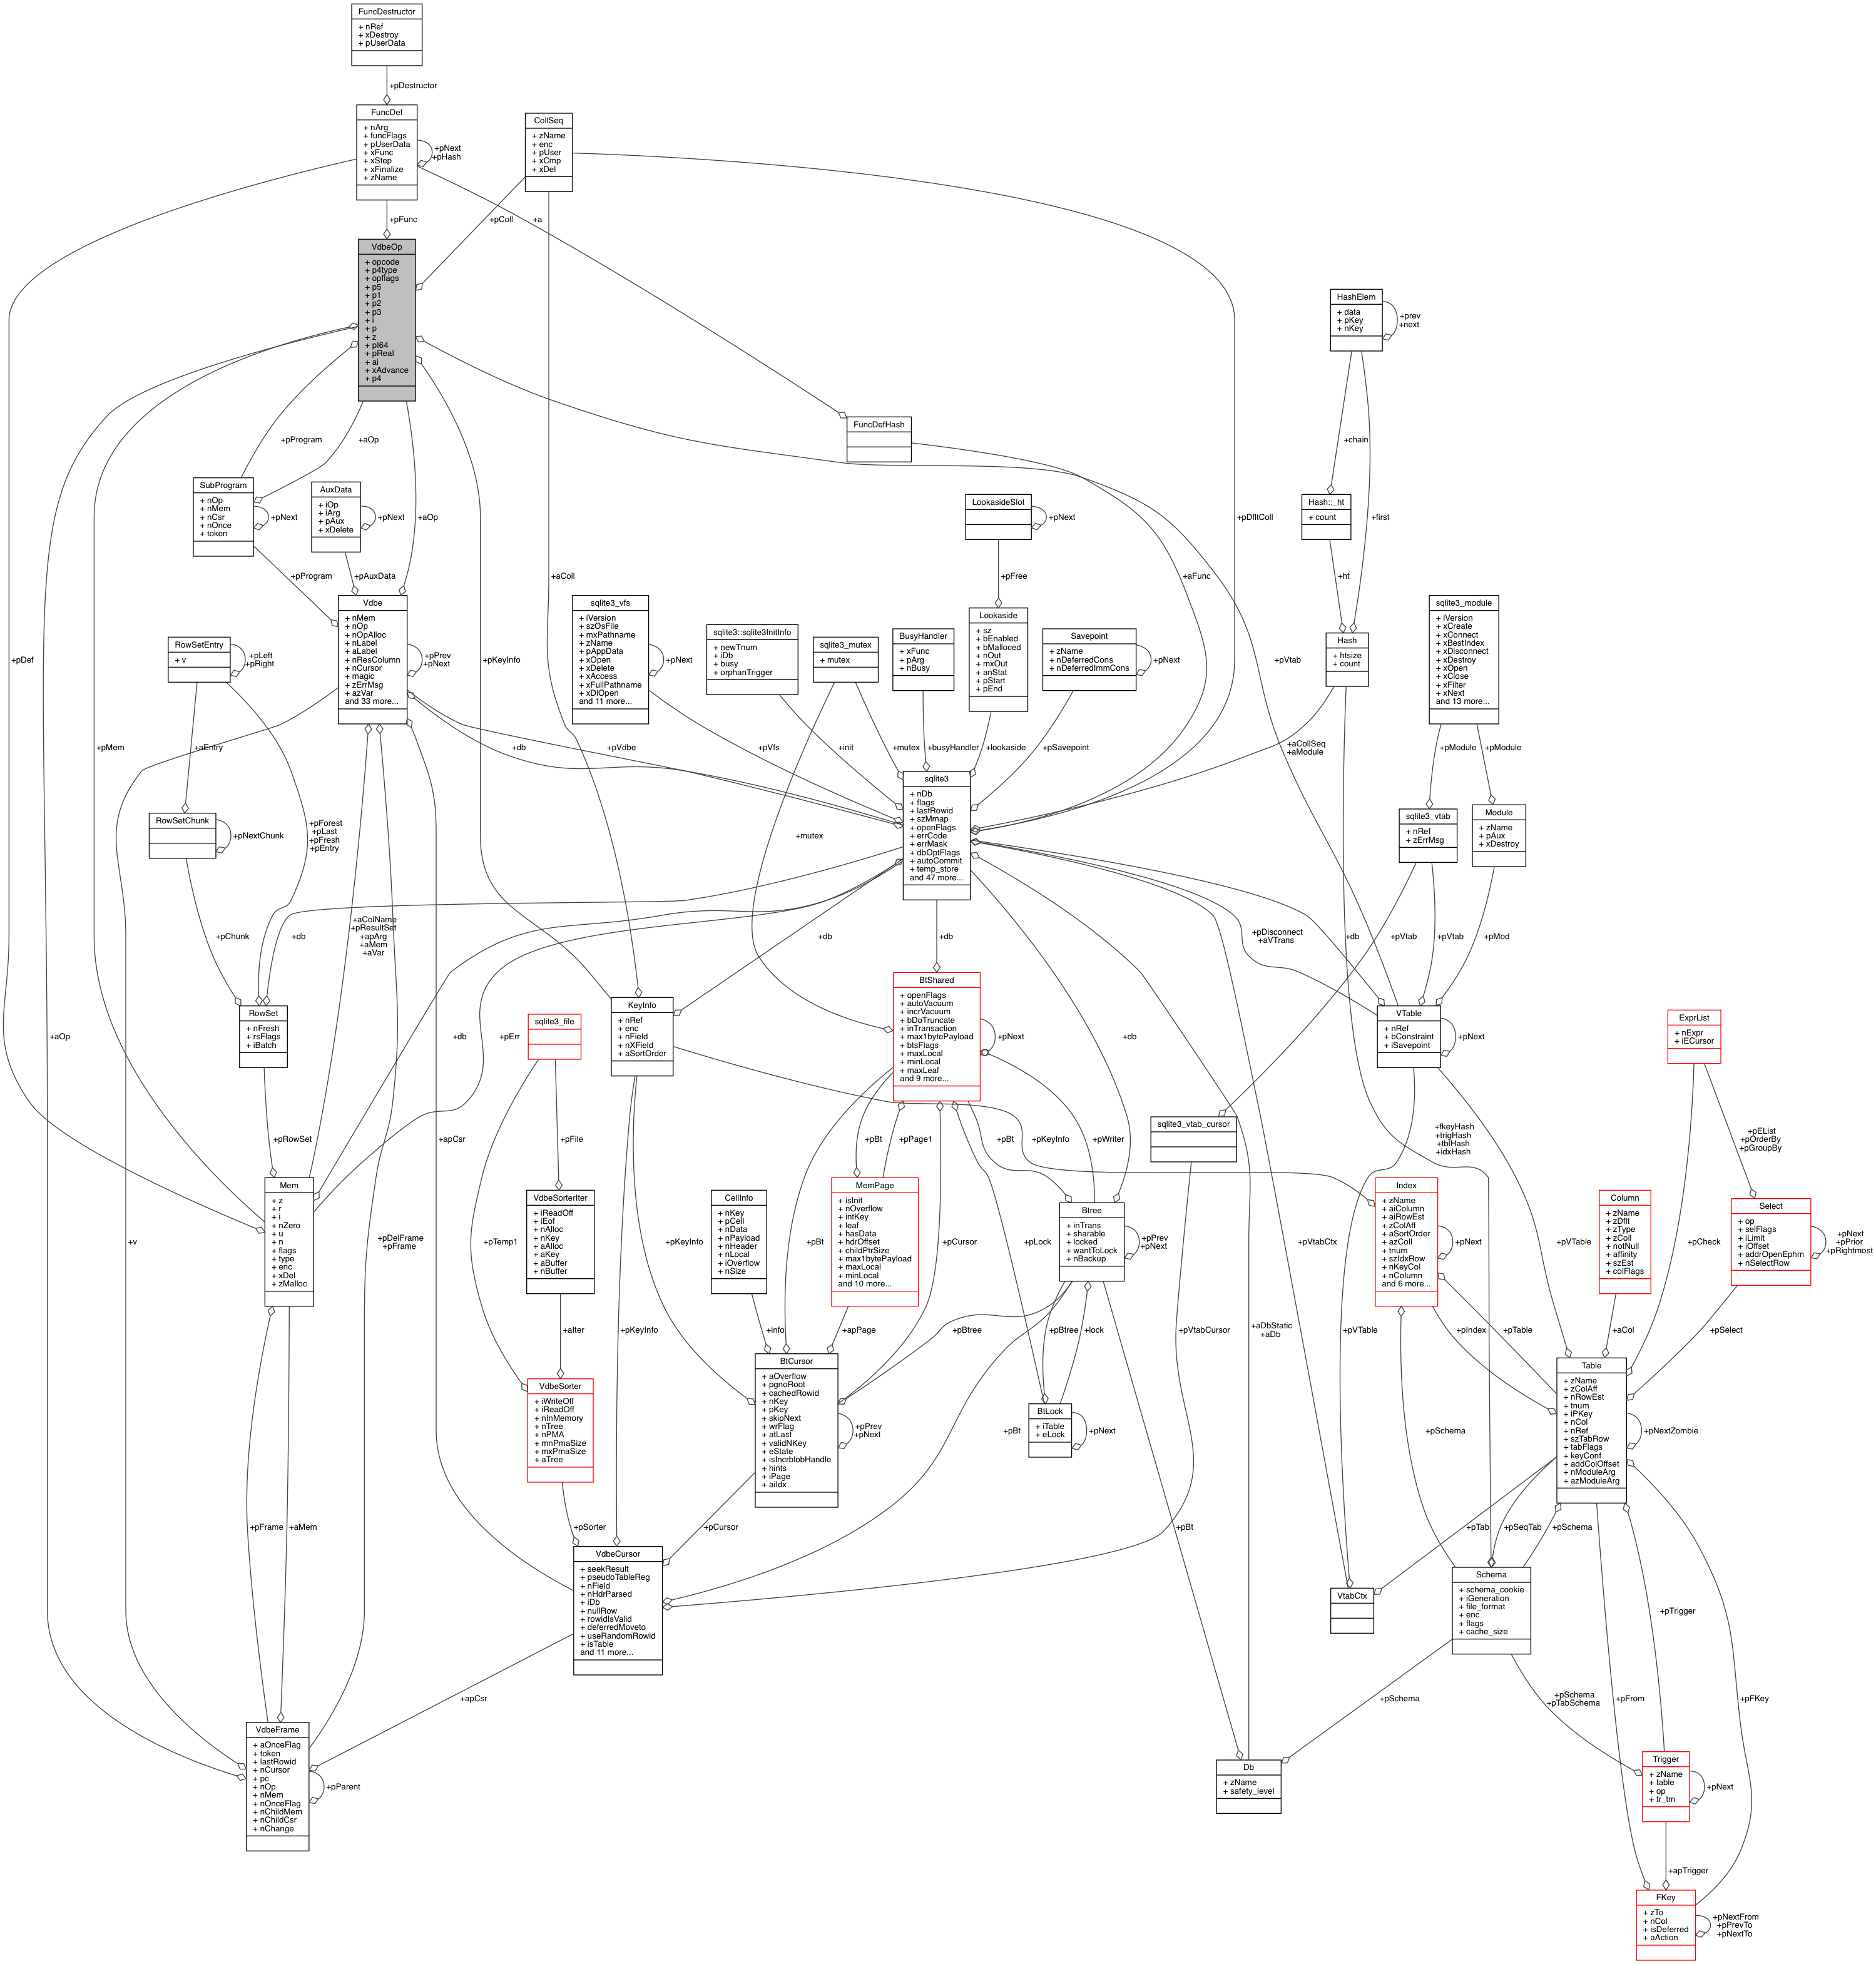 FuncDestructor
+ nRef
+ xDestroy
+ pUserData
+pDestructor
FuncDef
+ nArg
+ funcFlags
+ pUserData
+ xFunc
+ xStep
+ xFinalize
+ zName
+pNext
+pHash
CollSeq
+ zName
+ enc
+ pUser
+ xCmp
+ xDel
+pFunc
+pColl
+a
VdbeOp
+ opcode
+ p4type
+ opflags
+ p5
+ p1
+ p2
+ p3
+ i
+ p
+ z
+ pI64
+ pReal
+ ai
+ xAdvance
+ p4
HashElem
+ data
+ pKey
+ nKey
+prev
+next
FuncDefHash
+pProgram
+aOp
+chain
SubProgram
+ nOp
+ nMem
+ nCsr
+ nOnce
+ token
+pNext
AuxData
+ iOp
+ iArg
+ pAux
+ xDelete
+pNext
+aOp
LookasideSlot
+pNext
+pDfltColl
Hash::_ht
+ count
+first
+pProgram
+pAuxData
+aColl
+pFree
+aFunc
+ht
Vdbe
+ nMem
+ nOp
+ nOpAlloc
+ nLabel
+ aLabel
+ nResColumn
+ nCursor
+ magic
+ zErrMsg
+ azVar
and 33 more...
+pPrev
+pNext
RowSetEntry
+ v
+pLeft
+pRight
+pDef
+pKeyInfo
sqlite3_vfs
+ iVersion
+ szOsFile
+ mxPathname
+ zName
+ pAppData
+ xOpen
+ xDelete
+ xAccess
+ xFullPathname
+ xDlOpen
and 11 more...
+pNext
sqlite3::sqlite3InitInfo
+ newTnum
+ iDb
+ busy
+ orphanTrigger
sqlite3_mutex
+ mutex
BusyHandler
+ xFunc
+ pArg
+ nBusy
Lookaside
+ sz
+ bEnabled
+ bMalloced
+ nOut
+ mxOut
+ anStat
+ pStart
+ pEnd
Savepoint
+ zName
+ nDeferredCons
+ nDeferredImmCons
+pNext
+pVtab
Hash
+ htsize
+ count
sqlite3_module
+ iVersion
+ xCreate
+ xConnect
+ xBestIndex
+ xDisconnect
+ xDestroy
+ xOpen
+ xClose
+ xFilter
+ xNext
and 13 more...
+pMem
+aEntry
+db
+pVdbe
+pVfs
+init
+mutex
+busyHandler
+lookaside
+pSavepoint
+aCollSeq
+aModule
+pModule
+pModule
RowSetChunk
+pNextChunk
+pForest
+pLast
+pFresh
+pEntry
+mutex
sqlite3
+ nDb
+ flags
+ lastRowid
+ szMmap
+ openFlags
+ errCode
+ errMask
+ dbOptFlags
+ autoCommit
+ temp_store
and 47 more...
sqlite3_vtab
+ nRef
+ zErrMsg
Module
+ zName
+ pAux
+ xDestroy
+pChunk
+db
+aColName
+pResultSet
+apArg
+aMem
+aVar
+db
+db
+pDisconnect
+aVTrans
+db
+pVtab
+pVtab
+pMod
RowSet
+ nFresh
+ rsFlags
+ iBatch
+aOp
+db
+pErr
sqlite3_file
KeyInfo
+ nRef
+ enc
+ nField
+ nXField
+ aSortOrder
BtShared
+ openFlags
+ autoVacuum
+ incrVacuum
+ bDoTruncate
+ inTransaction
+ max1bytePayload
+ btsFlags
+ maxLocal
+ minLocal
+ maxLeaf
and 9 more...
+pNext
+db
VTable
+ nRef
+ bConstraint
+ iSavepoint
+pNext
ExprList
+ nExpr
+ iECursor
+pRowSet
+apCsr
+pFile
+pBt
+pPage1
+pBt
+pKeyInfo
+pWriter
sqlite3_vtab_cursor
+fkeyHash
+trigHash
+tblHash
+idxHash
+pEList
+pOrderBy
+pGroupBy
Mem
+ z
+ r
+ i
+ nZero
+ u
+ n
+ flags
+ type
+ enc
+ xDel
+ zMalloc
+v
+pDelFrame
+pFrame
+pTemp1
VdbeSorterIter
+ iReadOff
+ iEof
+ nAlloc
+ nKey
+ aAlloc
+ aKey
+ aBuffer
+ nBuffer
+pKeyInfo
CellInfo
+ nKey
+ pCell
+ nData
+ nPayload
+ nHeader
+ nLocal
+ iOverflow
+ nSize
+pBt
MemPage
+ isInit
+ nOverflow
+ intKey
+ leaf
+ hasData
+ hdrOffset
+ childPtrSize
+ max1bytePayload
+ maxLocal
+ minLocal
and 10 more...
+pCursor
+pLock
Btree
+ inTrans
+ sharable
+ locked
+ wantToLock
+ nBackup
+pPrev
+pNext
+pVtabCtx
Index
+ zName
+ aiColumn
+ aiRowEst
+ zColAff
+ aSortOrder
+ azColl
+ tnum
+ szIdxRow
+ nKeyCol
+ nColumn
and 6 more...
+pNext
+pVTable
Column
+ zName
+ zDflt
+ zType
+ zColl
+ notNull
+ affinity
+ szEst
+ colFlags
+pCheck
Select
+ op
+ selFlags
+ iLimit
+ iOffset
+ addrOpenEphm
+ nSelectRow
+pNext
+pPrior
+pRightmost
+aIter
+pKeyInfo
+info
+apPage
+pBtree
+pBtree
+lock
+pVtabCursor
+aDbStatic
+aDb
+pVTable
+pIndex
+pTable
+aCol
+pSelect
VdbeSorter
+ iWriteOff
+ iReadOff
+ nInMemory
+ nTree
+ nPMA
+ mnPmaSize
+ mxPmaSize
+ aTree
BtCursor
+ aOverflow
+ pgnoRoot
+ cachedRowid
+ nKey
+ pKey
+ skipNext
+ wrFlag
+ atLast
+ validNKey
+ eState
+ isIncrblobHandle
+ hints
+ iPage
+ aiIdx
+pPrev
+pNext
+pBt
BtLock
+ iTable
+ eLock
+pNext
+pSchema
Table
+ zName
+ zColAff
+ nRowEst
+ tnum
+ iPKey
+ nCol
+ nRef
+ szTabRow
+ tabFlags
+ keyConf
+ addColOffset
+ nModuleArg
+ azModuleArg
+pNextZombie
+pFrame
+aMem
+pSorter
+pCursor
+pBt
+pTab
+pSeqTab
+pSchema
VdbeCursor
+ seekResult
+ pseudoTableReg
+ nField
+ nHdrParsed
+ iDb
+ nullRow
+ rowidIsValid
+ deferredMoveto
+ useRandomRowid
+ isTable
and 11 more...
VtabCtx
Schema
+ schema_cookie
+ iGeneration
+ file_format
+ enc
+ flags
+ cache_size
+pTrigger
+apCsr
+pSchema
+pSchema
+pTabSchema
+pFrom
+pFKey
VdbeFrame
+ aOnceFlag
+ token
+ lastRowid
+ nCursor
+ pc
+ nOp
+ nMem
+ nOnceFlag
+ nChildMem
+ nChildCsr
+ nChange
+pParent
Db
+ zName
+ safety_level
Trigger
+ zName
+ table
+ op
+ tr_tm
+pNext
+apTrigger
FKey
+ zTo
+ nCol
+ isDeferred
+ aAction
+pNextFrom
+pPrevTo
+pNextTo